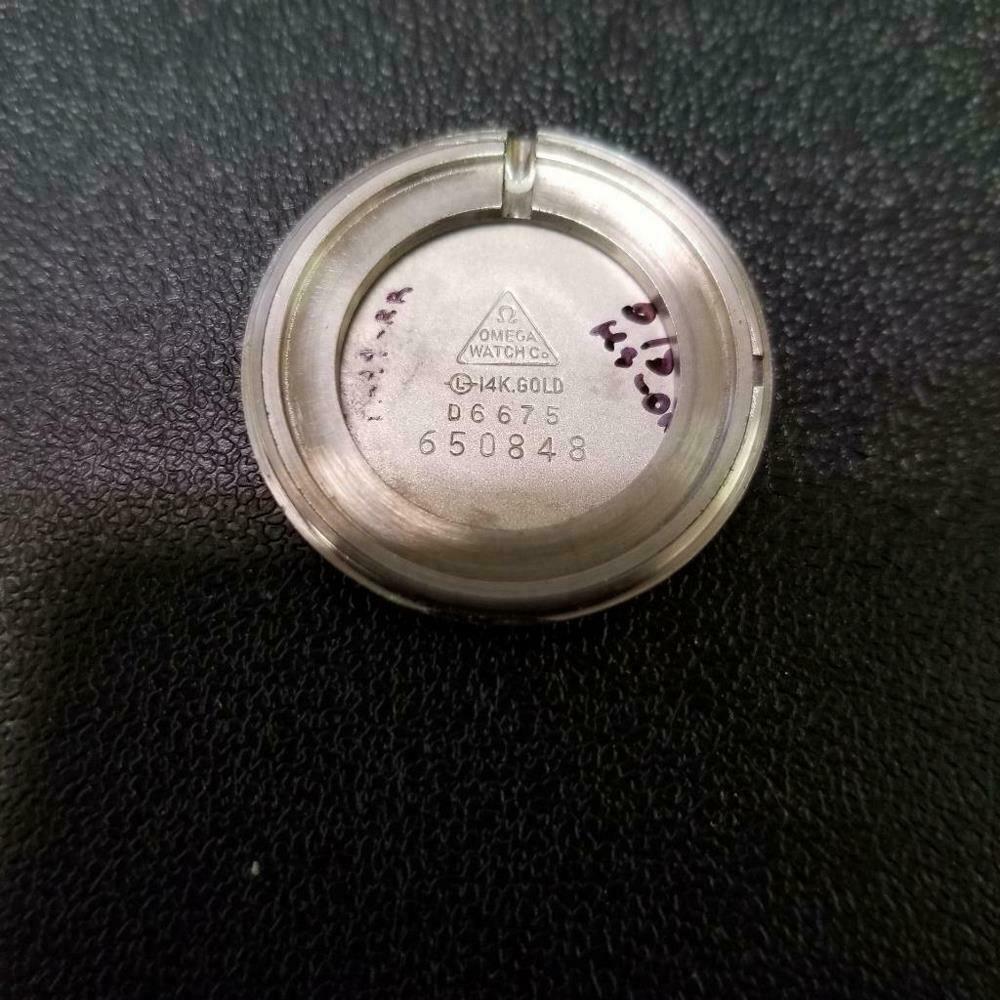 Ω
OMEGA
WATCH Co
L 14K.GOLD
D6675
650848